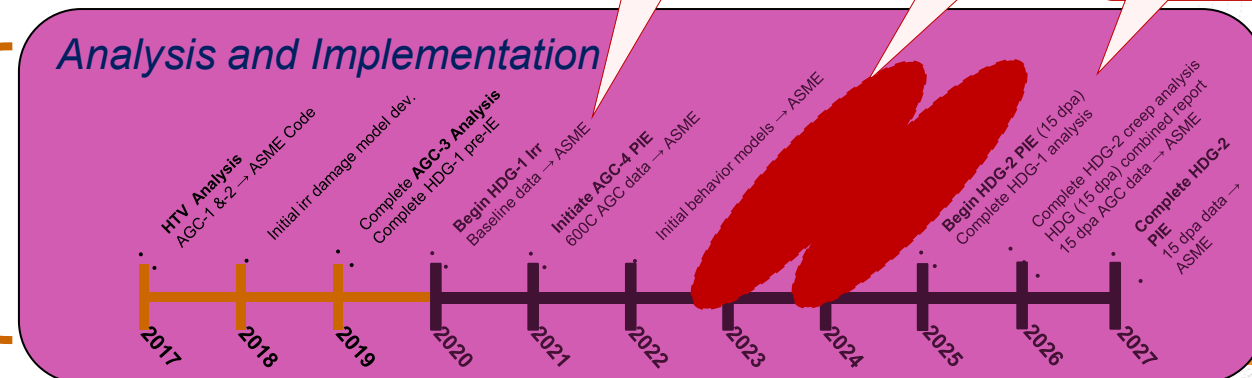 Analysis and Implementation
HTV Analysis
AGC-1 &-2 → ASME Code
Initial irr damage model dev.
Complete AGC-3 Analysis
Complete HDG-1 pre-IE
Begin HDG-1 Irr
Baseline data → ASME
Initiate AGC-4 PIE
600C AGC data → ASME
Initial behavior models → ASME
Begin HDG-2 PIE (15 dpa)
Complete HDG-1 analysis
Complete HDG-2 creep analysis
HDG (15 dpa) combined report
15 dpa AGC data → ASME
Complete HDG-2
PIE
15 dpa data →
ASME
2017
2018
2019
2020
2021
2022
2023
2024
2025
2026
2027